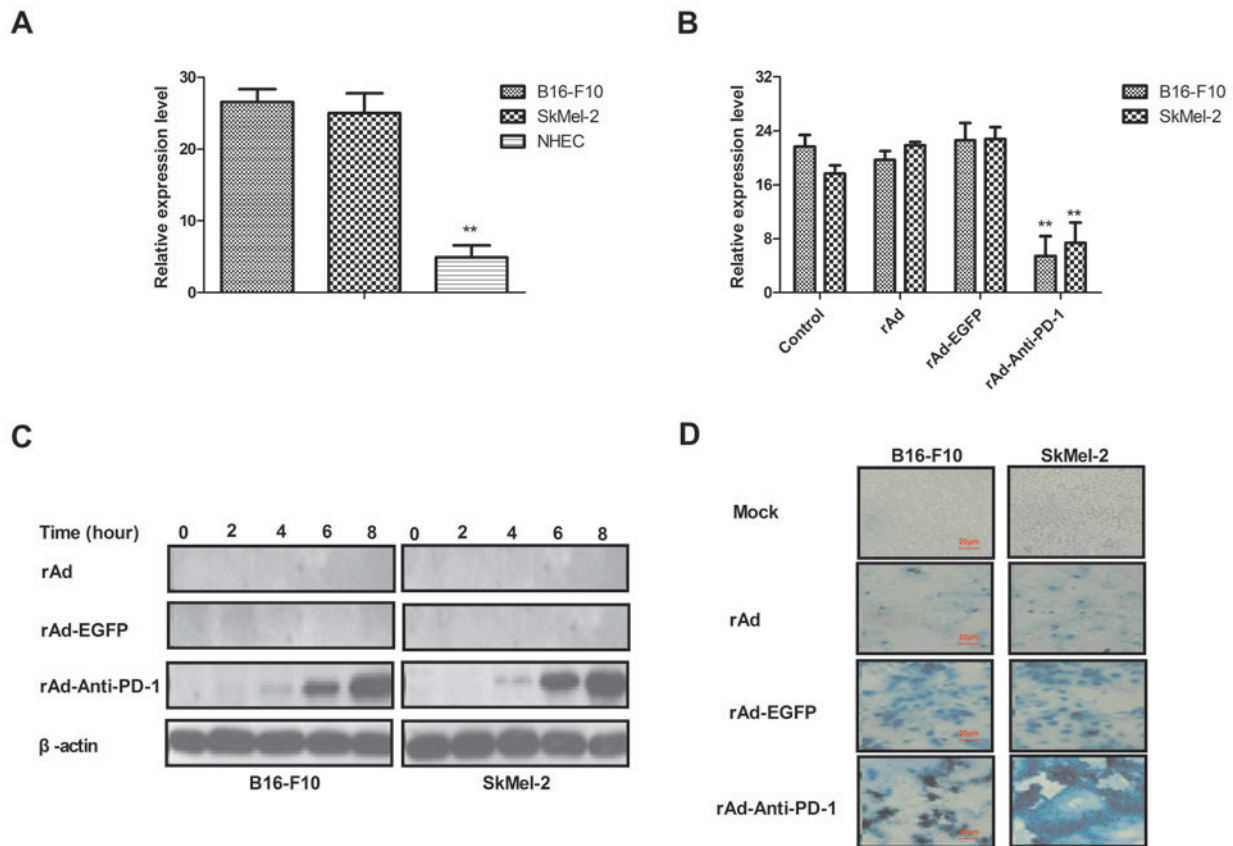 A
Relative expression level
30
20
10
0
**
B16-F10
SkMel-2
NHEC
B
Relative expression level
32
24
16
8
0
** **
Control
rAd
rAd-EGFP
rAd-Anti-PD-1
B16-F10
SkMel-2
C
Time (hour) 0 2 4 6 8 0 2 4 6 8
rAd
rAd-EGFP
rAd-Anti-PD-1
β -actin
B16-F10 SkMel-2
D
B16-F10 SkMel-2
Mock
20μm
rAd
20μm
rAd-EGFP
20μm
rAd-Anti-PD-1
20μm